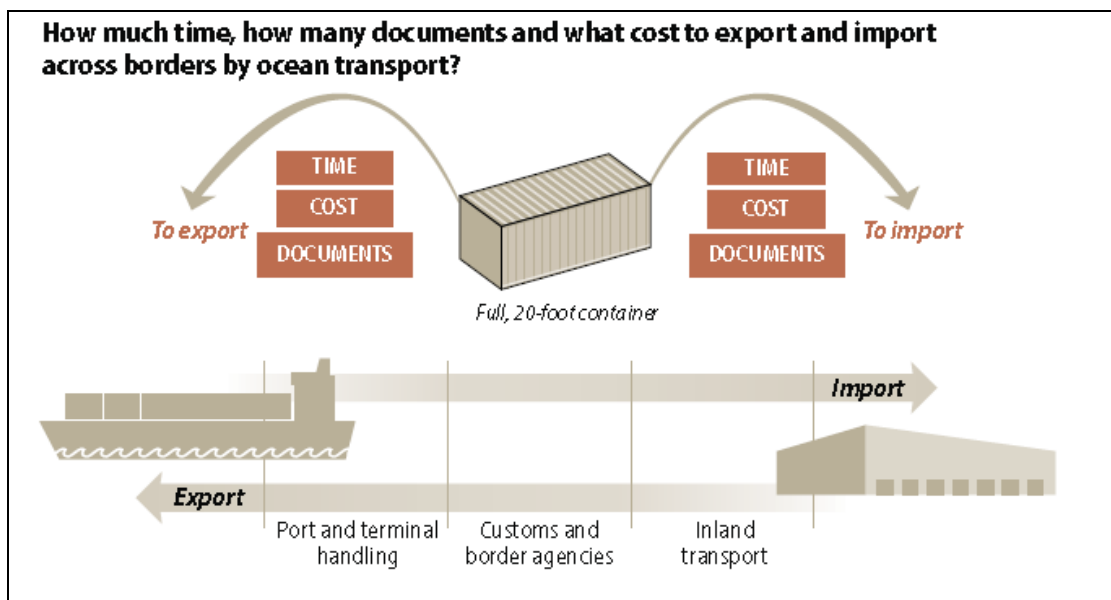 How much time, how many documents and what cost to export and import
across borders by ocean transport?
TIME
COST
DOCUMENTS
To export
TIME
COST
DOCUMENTS
To import
Full, 20-foot container
Import
Export
Port and terminal
handling
Customs and
border agencies
Inland
transport